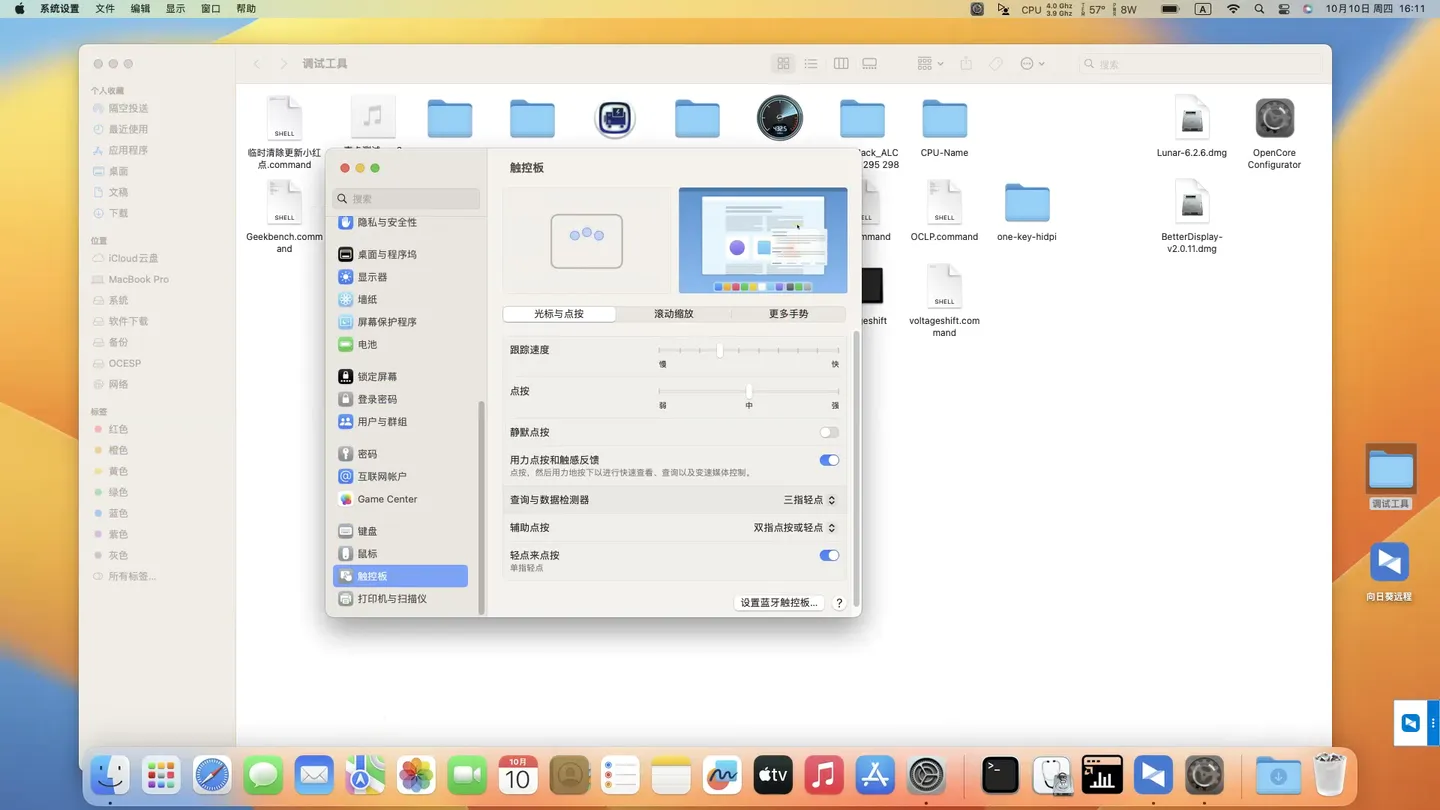 系统设置 文件 编辑 显示 窗口 帮助
CPU 4.0 Ghz 3.9 Ghz 57° 8W A 10月10日 周四 16:11
调试工具
搜索
个人收藏
隔空投送
最近使用
应用程序
桌面
文稿
下载
位置
iCloud云盘
MacBook Pro
系统
软件下载
备份
OCESP
网络
标签
红色
橙色
黄色
绿色
蓝色
紫色
灰色
所有标签...
SHELL
临时清除更新小红
点.command
CPU-Name
Lunar-6.2.6.dmg
OpenCore
Configurator
SHELL
Geekbench.comm
and
SHELL
OCLP.command
one-key-hidpi
BetterDisplay-
v2.0.11.dmg
SHELL
voltageshift.com
mand
搜索
隐私与安全性
桌面与程序坞
显示器
墙纸
屏幕保护程序
电池
锁定屏幕
登录密码
用户与群组
密码
互联网帐户
Game Center
键盘
鼠标
触控板
打印机与扫描仪
触控板
光标与点按 滚动缩放 更多手势
跟踪速度
慢 快
点按
弱 中 强
静默点按
用力点按和触感反馈
点按，然后用力地按下以进行快速查看、查询以及变速媒体控制。
查询与数据检测器 三指轻点
辅助点按 双指点按或轻点
轻点来点按
单指轻点
设置蓝牙触控板... ?
调试工具
向日葵远程
10月
10
tv